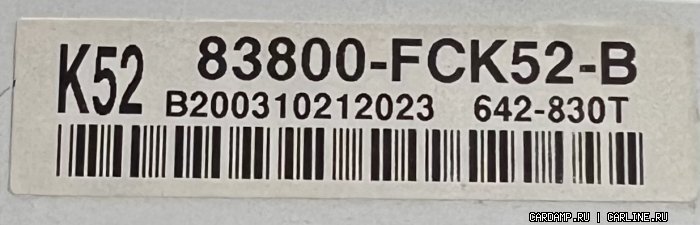 K52 83800-FCK52-B
B200310212023 642-830T
CARDAMP.RU | CARLINE.RU